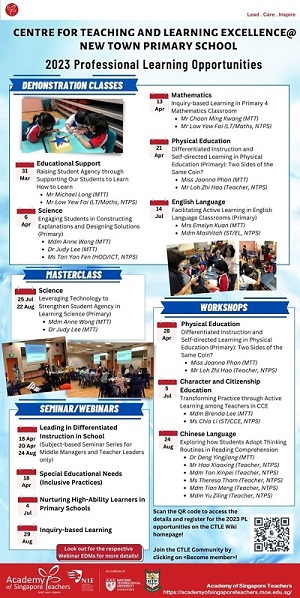 Lead . Care . Inspire
CENTRE FOR TEACHING AND LEARNING EXCELLENCE@
NEW TOWN PRIMARY SCHOOL
2023 Professional Learning Opportunities
DEMONSTRATION CLASSES
31
Mar
Educational Support
Raising Student Agency through
Supporting Our Students to Learn
How to Learn
• Mr Michael Long (MTT)
• Mr Low Yew Fai (LT/Maths, NTPS)
5
Apr
Science
Engaging Students in Constructing
Explanations and Designing Solutions
(Primary)
• Mdm Anne Wong (MTT)
• Dr Judy Lee (MTT)
• Ms Tan Yan Fen (HOD/ICT, NTPS)
13
Apr
Mathematics
Inquiry-based Learning in Primary 4
Mathematics Classroom
• Mr Choon Ming Kwang (MTT)
• Mr Low Yew Fai (LT/Maths, NTPS)
21
Apr
Physical Education
Differentiated Instruction and
Self-directed Learning in Physical
Education (Primary): Two Sides of the
Same Coin?
• Miss Joanna Phan (MTT)
• Mr Loh Zhi Hao (Teacher, NTPS)
14
Jul
English Language
Facilitating Active Learning in English
Language Classrooms (Primary)
• Mrs Emelyn Kuan (MTT)
• Mdm Mashitah (ST/EL, NTPS)
MASTERCLASS
25 Jul
22 Aug
Science
Leveraging Technology to
Strengthen Student Agency in
Learning Science (Primary)
• Mdm Anne Wong (MTT)
• Dr Judy Lee (MTT)
WORKSHOPS
28
Apr
Physical Education
Differentiated Instruction and
Self-directed Learning in Physical
Education (Primary): Two Sides of the
Same Coin?
• Miss Joanna Phan (MTT)
• Mr Loh Zhi Hao (Teacher, NTPS)
5
Jul
Character and Citizenship
Education
Transforming Practice through Active
Learning among Teachers in CCE
• Mdm Brenda Lee (MTT)
• Ms Chia Li (ST/CCE, NTPS)
24
Aug
Chinese Language
Exploring how Students Adopt Thinking
Routines in Reading Comprehension
• Dr Deng Yingjiong (MTT)
• Mr Hao Xiaoxing (Teacher, NTPS)
• Mdm Tan Xinpei (Teacher, NTPS)
• Ms Theresa Tham (Teacher, NTPS)
• Mdm Tian Meng (Teacher, NTPS)
• Mdm Yu Ziling (Teacher, NTPS)
SEMINAR/WEBINARS
18 Apr
20 Apr
24 Aug
Leading in Differentiated
Instruction in School
(Subject-based Seminar Series for
Middle Managers and Teacher Leaders
only)
18
Apr
Special Educational Needs
(Inclusive Practices)
4
Jul
Nurturing High-Ability Learners in
Primary Schools
29
Aug
Inquiry-based Learning
Look out for the respective
Webinar EDMs for more details!
Scan the QR code to access the
details and register for the 2023 PL
opportunities on the CTLE Wiki
homepage!
Join the CTLE Community by
clicking on <Become member>!
Academy
of Singapore Teachers
NIE
Academy of Singapore Teachers
https://academyofsingaporeteachers.moe.edu.sg/